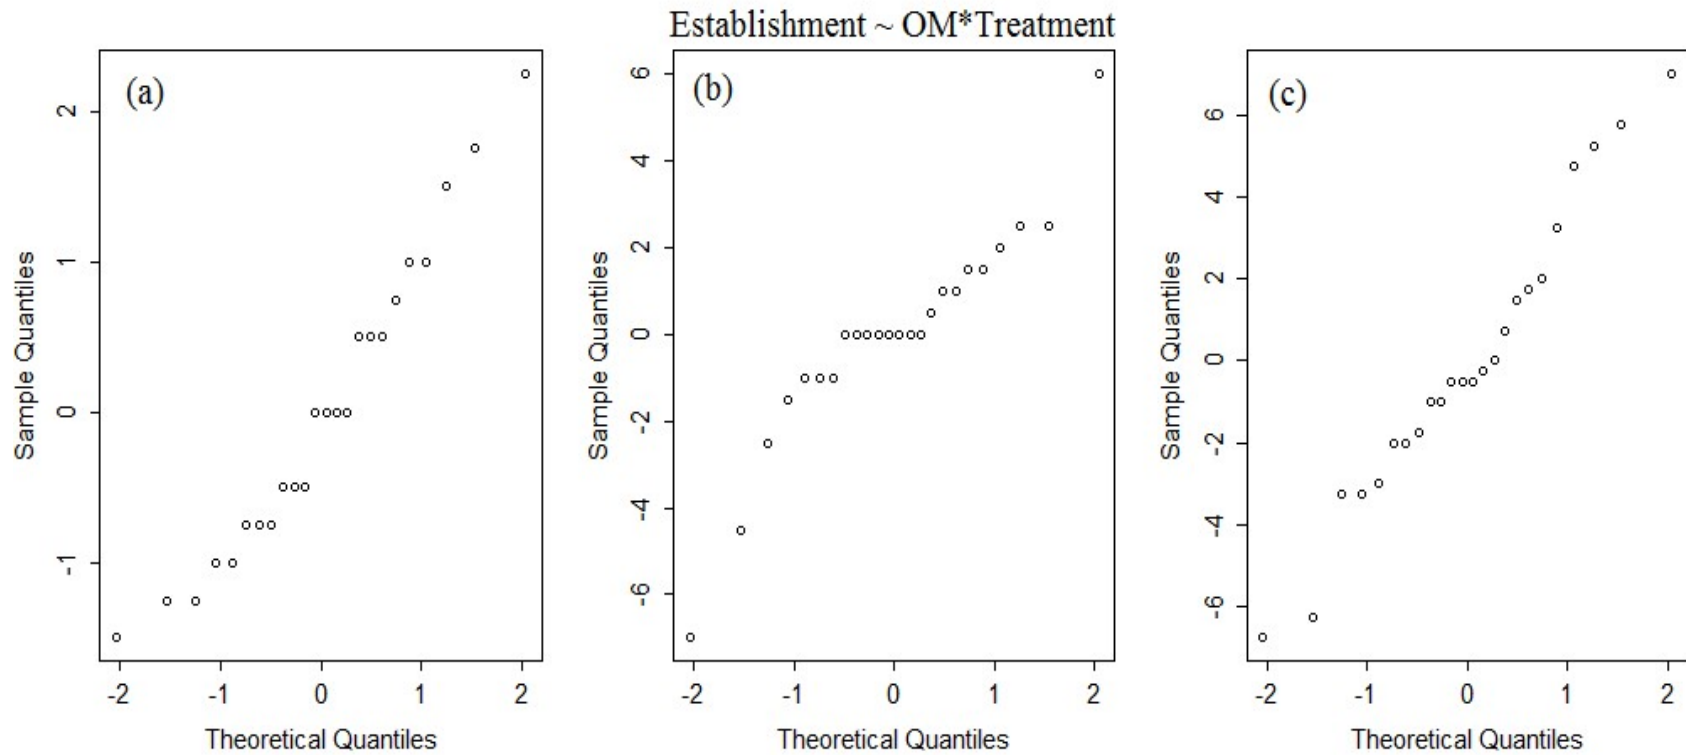 Establishment ~ OM*Treatment
(a)
2
1
0
-1
Sample Quantiles
-2 -1 0 1 2
Theoretical Quantiles
(b)
6
4
2
0
-2
-4
-6
Sample Quantiles
-2 -1 0 1 2
Theoretical Quantiles
(c)
6
4
2
0
-2
-4
-6
Sample Quantiles
-2 -1 0 1 2
Theoretical Quantiles